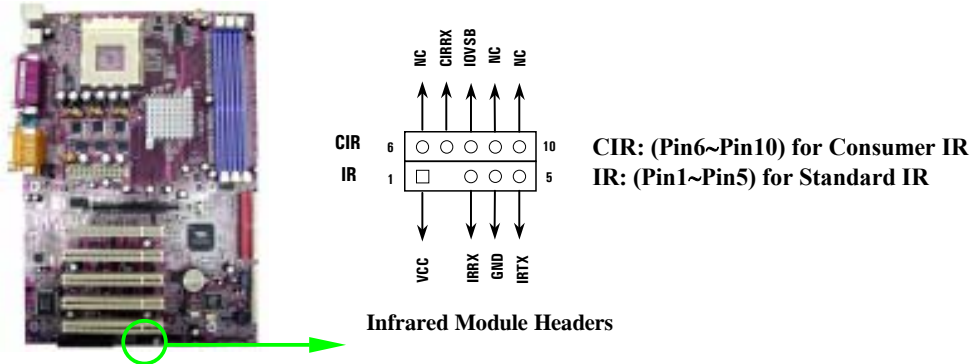 NC CIRRX IOVSB NC NC
CIR 6 10
IR 1 5
VCC IRRX GND IRTX
CIR: (Pin6~Pin10) for Consumer IR
IR: (Pin1~Pin5) for Standard IR
Infrared Module Headers